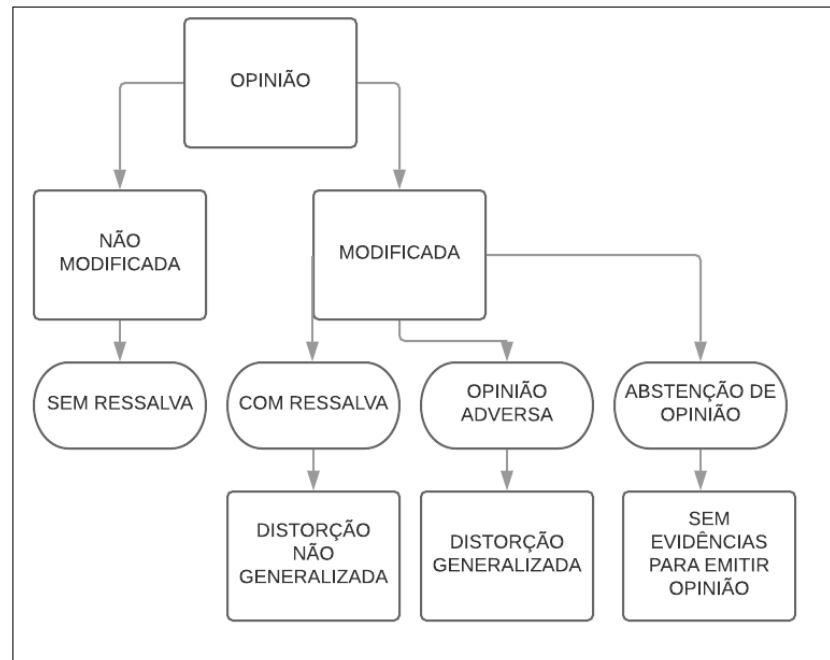 OPINIÃO
NÃO
MODIFICADA
MODIFICADA
SEM RESSALVA
COM RESSALVA
OPINIÃO
ADVERSA
ABSTENÇÃO DE
OPINIÃO
DISTORÇÃO
NÃO
GENERALIZADA
DISTORÇÃO
GENERALIZADA
SEM
EVIDÊNCIAS
PARA EMITIR
OPINIÃO